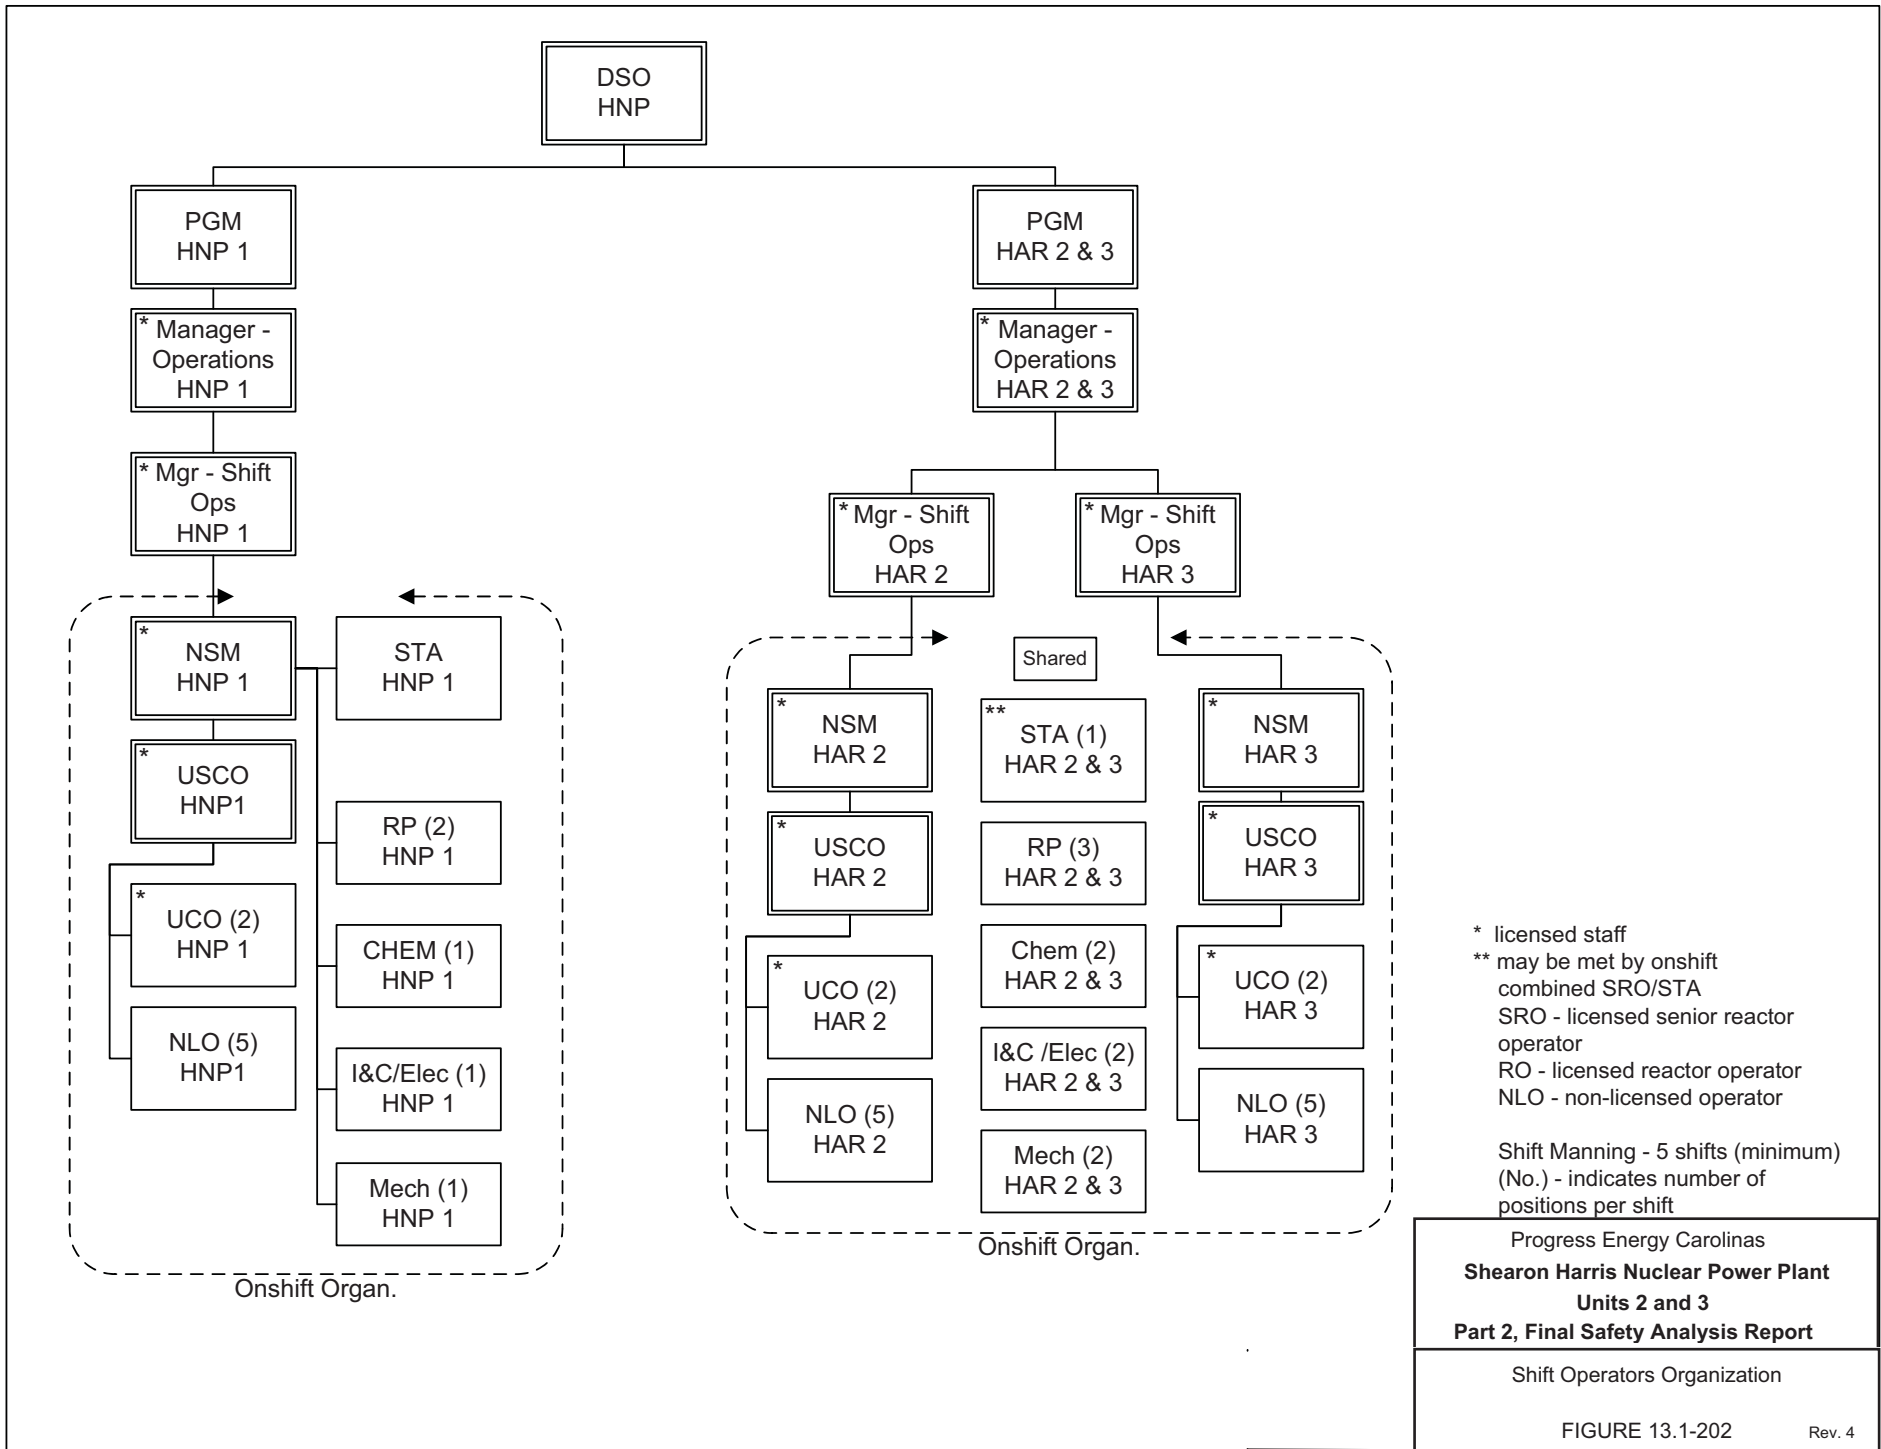 DSO
HNP
PGM
HNP 1
PGM
HAR 2 & 3
* Manager -
Operations
HNP 1
* Manager -
Operations
HAR 2 & 3
* Mgr - Shift
Ops
HNP 1
* Mgr - Shift
Ops
HAR 2
* Mgr - Shift
Ops
HAR 3
*
NSM
HNP 1
STA
HNP 1
*
USCO
HNP1
RP (2)
HNP 1
*
UCO (2)
HNP 1
CHEM (1)
HNP 1
NLO (5)
HNP1
I&C/Elec (1)
HNP 1
Mech (1)
HNP 1
Onshift Organ.
Shared
*
NSM
HAR 2
**
STA (1)
HAR 2 & 3
*
NSM
HAR 3
*
USCO
HAR 2
RP (3)
HAR 2 & 3
*
USCO
HAR 3
Chem (2)
HAR 2 & 3
*
UCO (2)
HAR 2
*
UCO (2)
HAR 3
I&C /Elec (2)
HAR 2 & 3
NLO (5)
HAR 2
NLO (5)
HAR 3
Mech (2)
HAR 2 & 3
Onshift Organ.
* licensed staff
** may be met by onshift
combined SRO/STA
SRO - licensed senior reactor
operator
RO - licensed reactor operator
NLO - non-licensed operator
Shift Manning - 5 shifts (minimum)
(No.) - indicates number of
positions per shift
Progress Energy Carolinas
Shearon Harris Nuclear Power Plant
Units 2 and 3
Part 2, Final Safety Analysis Report
Shift Operators Organization
FIGURE 13.1-202 Rev. 4